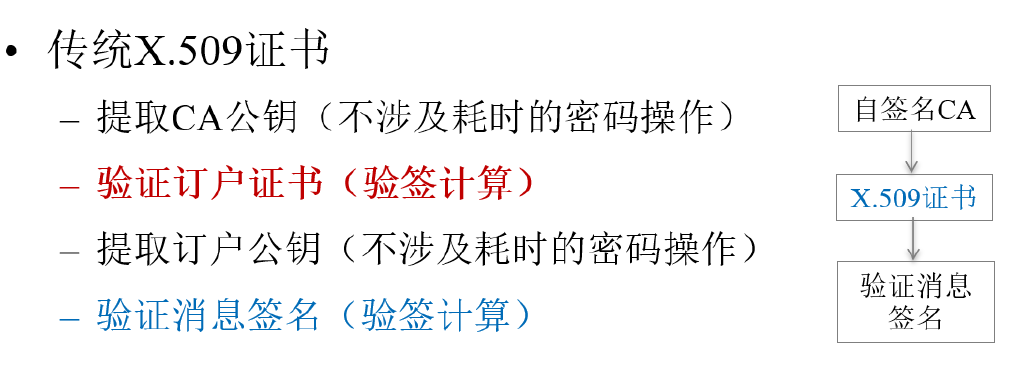 • 传统X.509证书
– 提取CA公钥（不涉及耗时的密码操作）
– 验证订户证书（验签计算）
– 提取订户公钥（不涉及耗时的密码操作）
– 验证消息签名（验签计算）
自签名CA
X.509证书
验证消息
签名